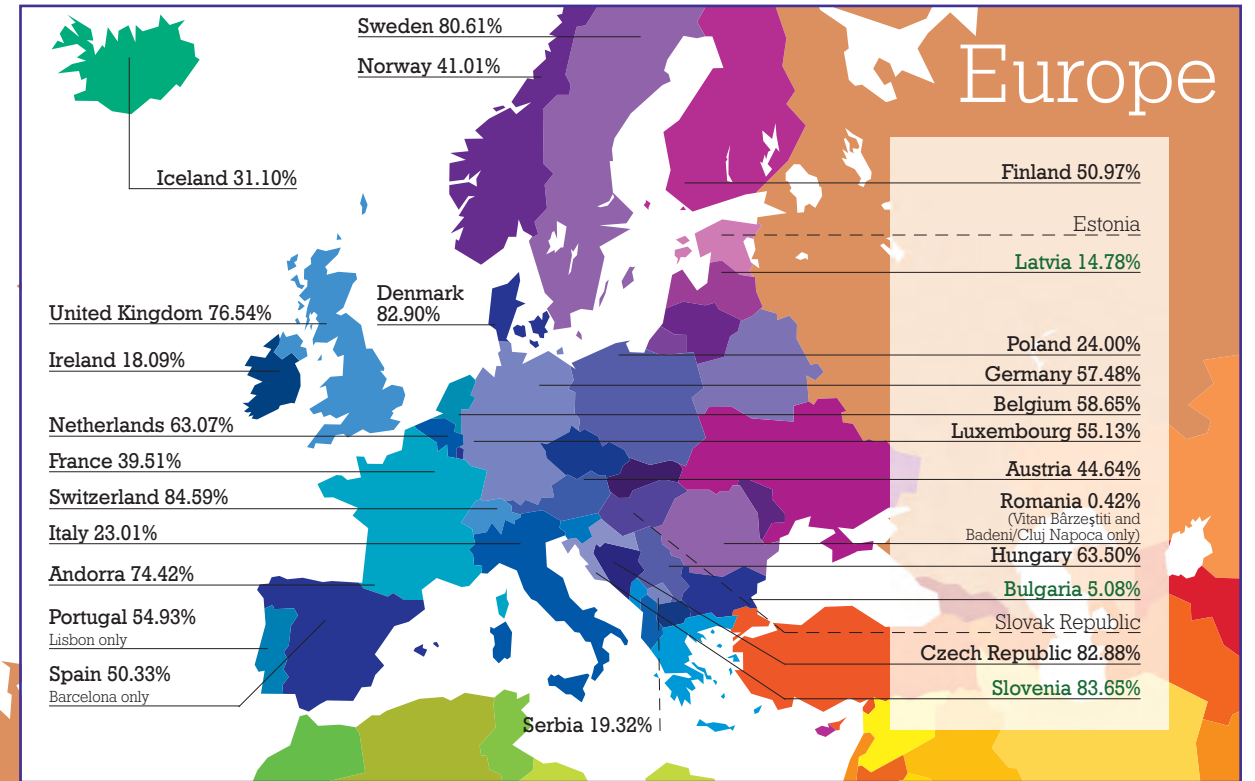 Europe
Sweden 80.61%
Norway 41.01%
Iceland 31.10%
Denmark
82.90%
United Kingdom 76.54%
Ireland 18.09%
Netherlands 63.07%
France 39.51%
Switzerland 84.59%
Italy 23.01%
Andorra 74.42%
Portugal 54.93%
Lisbon only
Spain 50.33%
Barcelona only
Serbia 19.32%
Finland 50.97%
Estonia
Latvia 14.78%
Poland 24.00%
Germany 57.48%
Belgium 58.65%
Luxembourg 55.13%
Austria 44.64%
Romania 0.42%
(Vitan Bârzeştiti and
Badeni/Cluj Napoca only)
Hungary 63.50%
Bulgaria 5.08%
Slovak Republic
Czech Republic 82.88%
Slovenia 83.65%